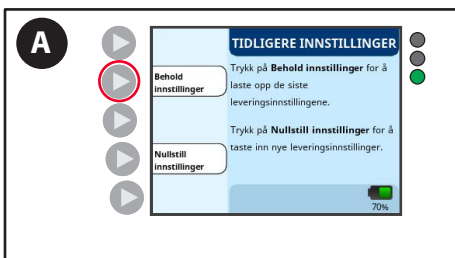 A
TIDLIGERE INNSTILLINGER
Behold
innstillinger
Trykk på Behold innstillinger for å
laste opp de siste
leveringsinnstillingene.
Trykk på Nullstill innstillinger for å
taste inn nye leveringsinnstillinger.
Nullstill
innstillinger
70%